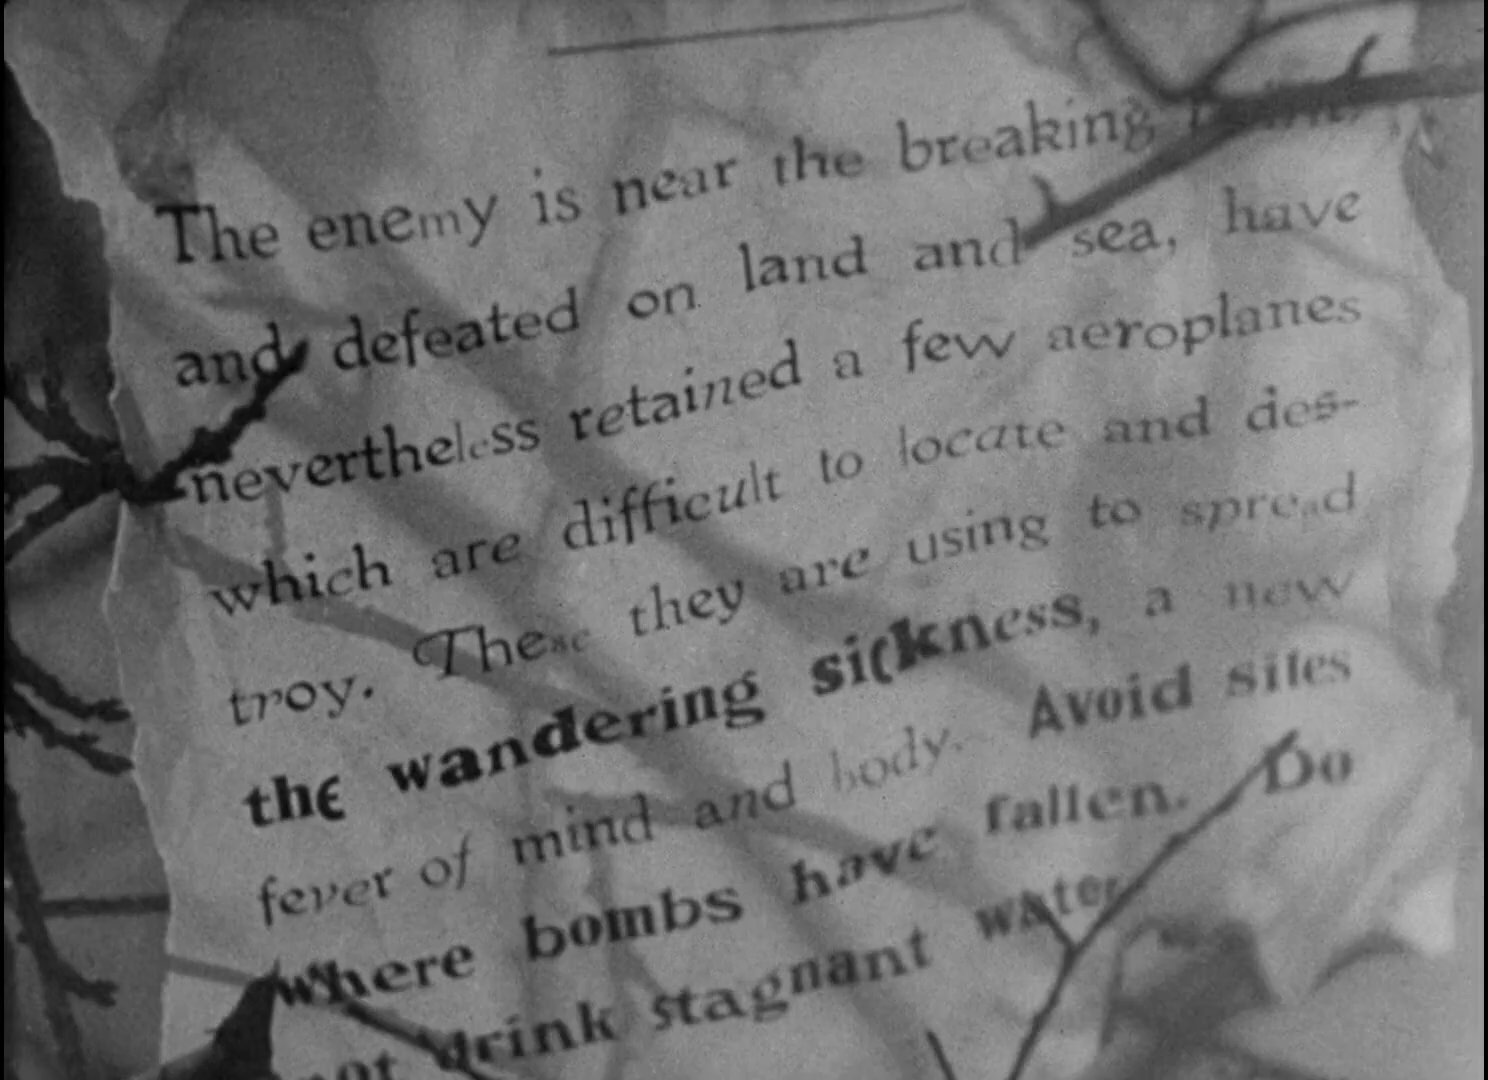 The enemy is near the breaking
and defeated on land and sea, have
nevertheless retained a few aeroplanes
which are difficult to locate and des-
troy. These they are using to spread
the wandering sickness, a new
fever of mind and body. Avoid sites
where bombs have fallen. Do
not drink stagnant water